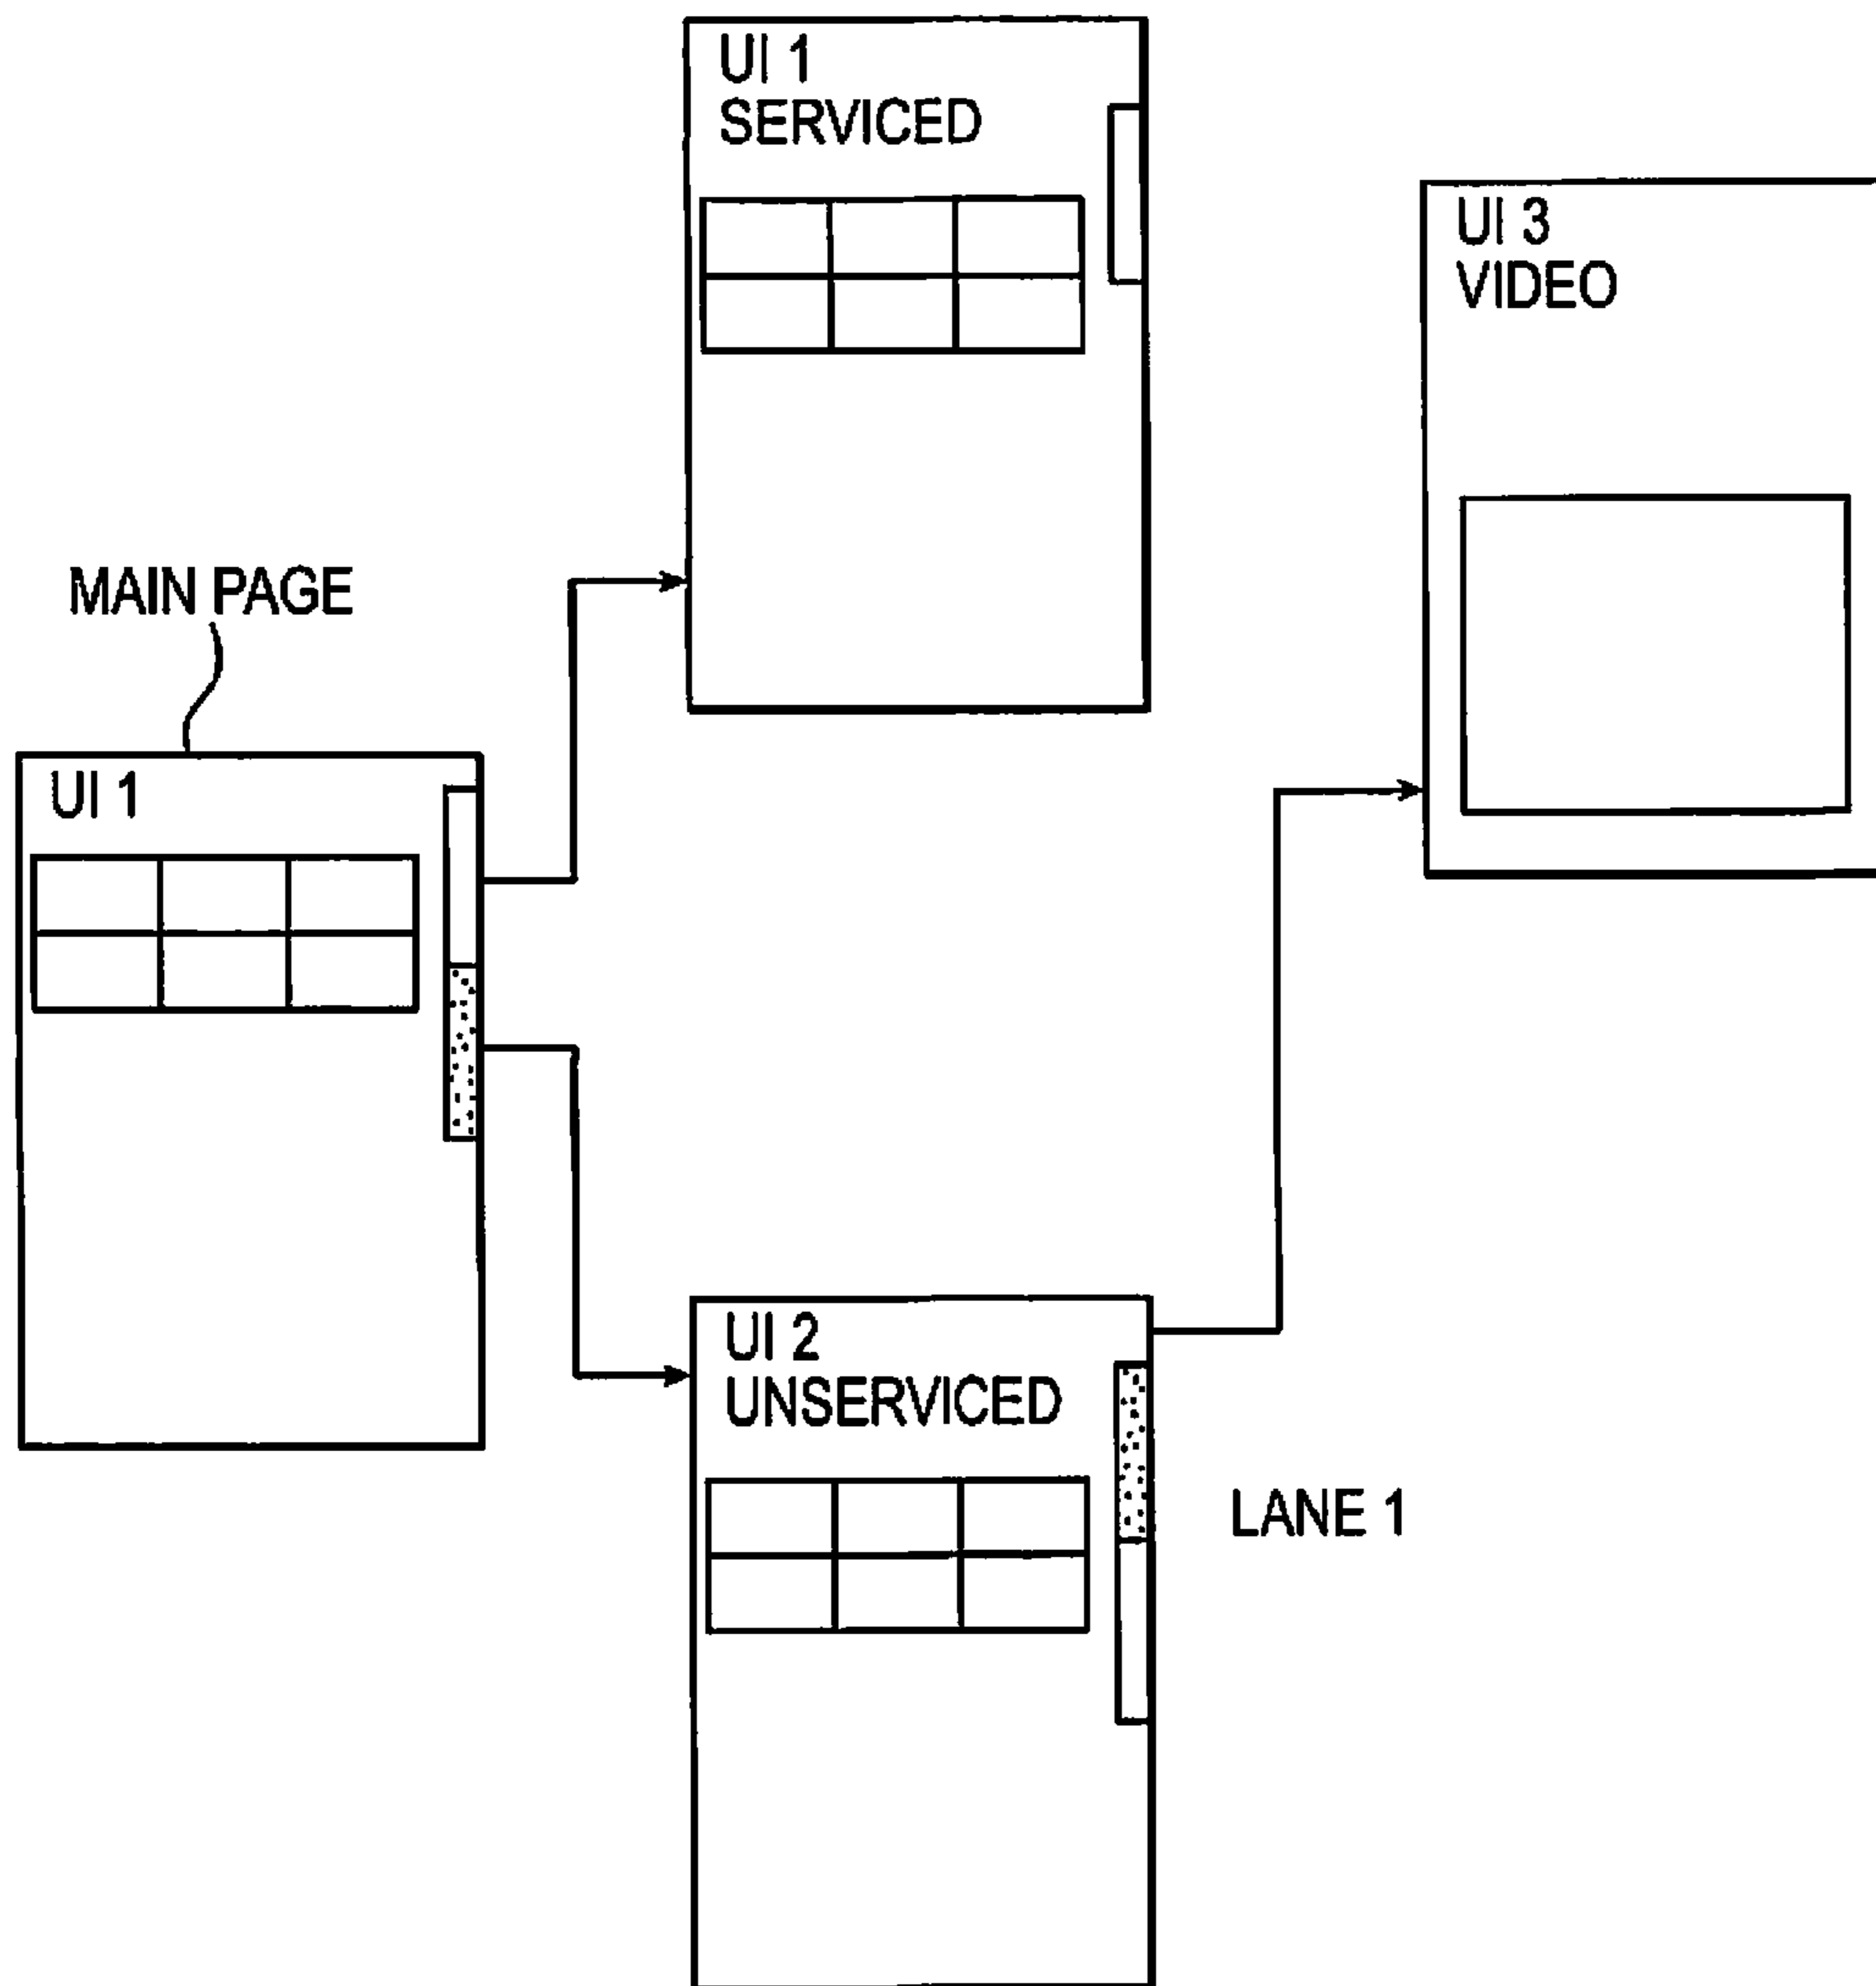 UI 1
SERVICED
UI 3
VIDEO
MAIN PAGE
UI 1
UI 2
UNSERVICED
LANE 1